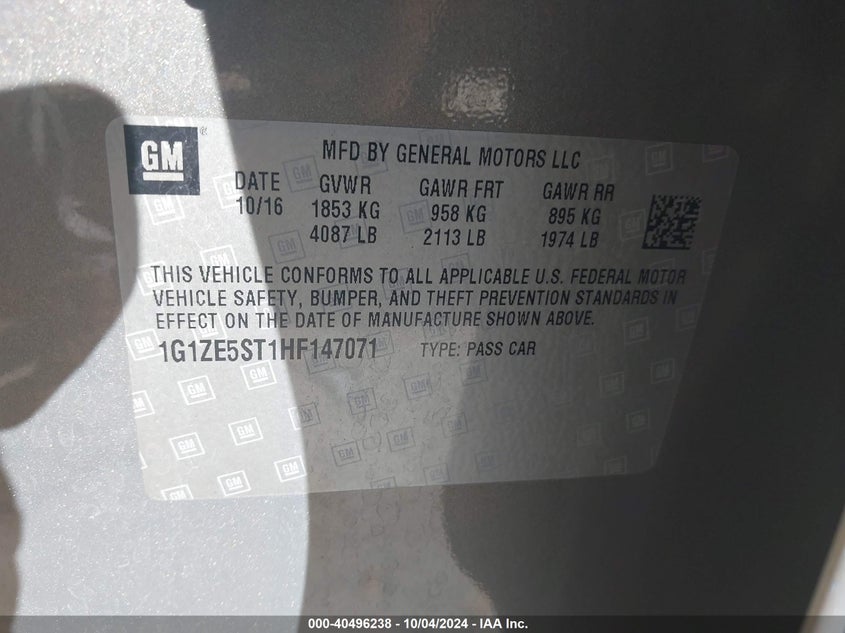 GM
MFD BY GENERAL MOTORS LLC
DATE GVWR GAWR FRT GAWR RR
10/16 1853 KG 958 KG 895 KG
4087 LB 2113 LB 1974 LB
THIS VEHICLE CONFORMS TO ALL APPLICABLE U.S. FEDERAL MOTOR
VEHICLE SAFETY, BUMPER, AND THEFT PREVENTION STANDARDS IN
EFFECT ON THE DATE OF MANUFACTURE SHOWN ABOVE.
1G1ZE5ST1HF147071 TYPE: PASS CAR
000-40496238 - 10/04/2024 - IAA Inc.